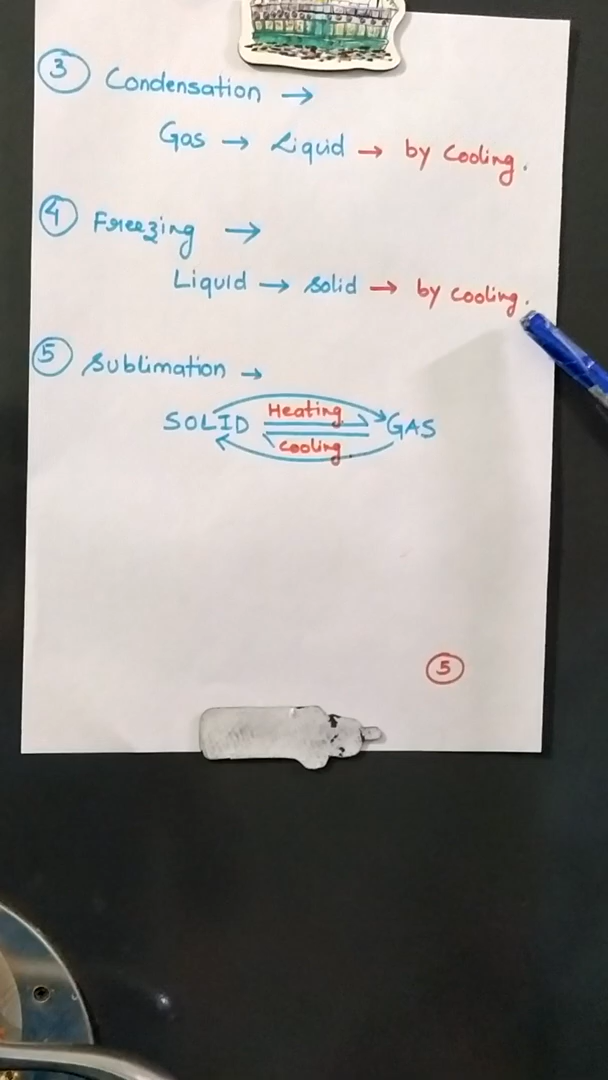 ③ Condensation →
Gas → Liquid → by Cooling.
④ Freezing →
Liquid → Solid → by cooling.
⑤ Sublimation →
SOLID Heating GAS
Cooling
⑤